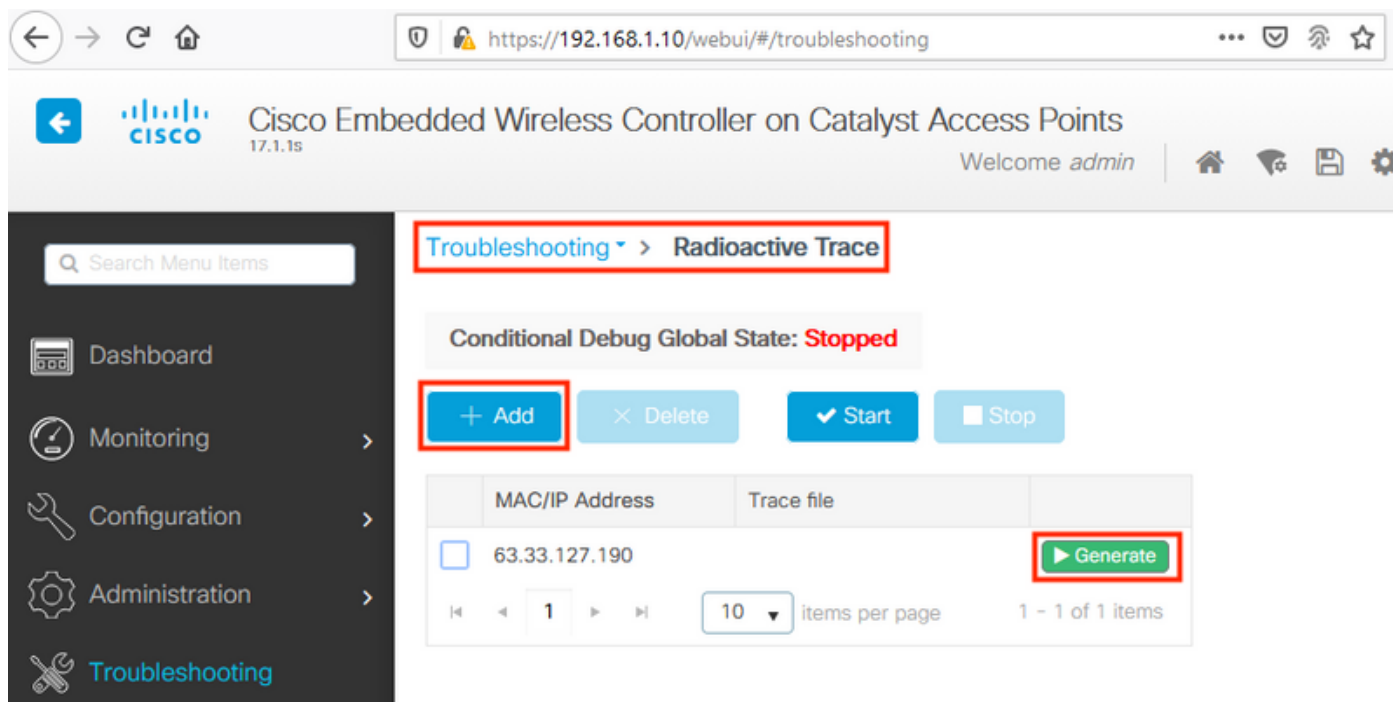 https://192.168.1.10/webui/#/troubleshooting
CISCO
Cisco Embedded Wireless Controller on Catalyst Access Points
17.1.1s
Welcome admin
Search Menu Items
Dashboard
Monitoring
Configuration
Administration
Troubleshooting
Troubleshooting > Radioactive Trace
Conditional Debug Global State: Stopped
+ Add × Delete ✔ Start Stop
MAC/IP Address Trace file
63.33.127.190 Generate
1 10 items per page 1 - 1 of 1 items